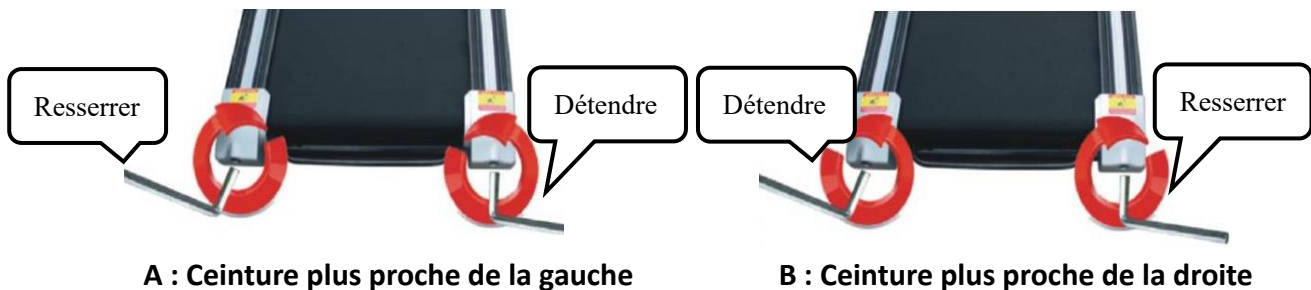 Resserrer
Détendre
Détendre
Resserrer
A : Ceinture plus proche de la gauche
B : Ceinture plus proche de la droite